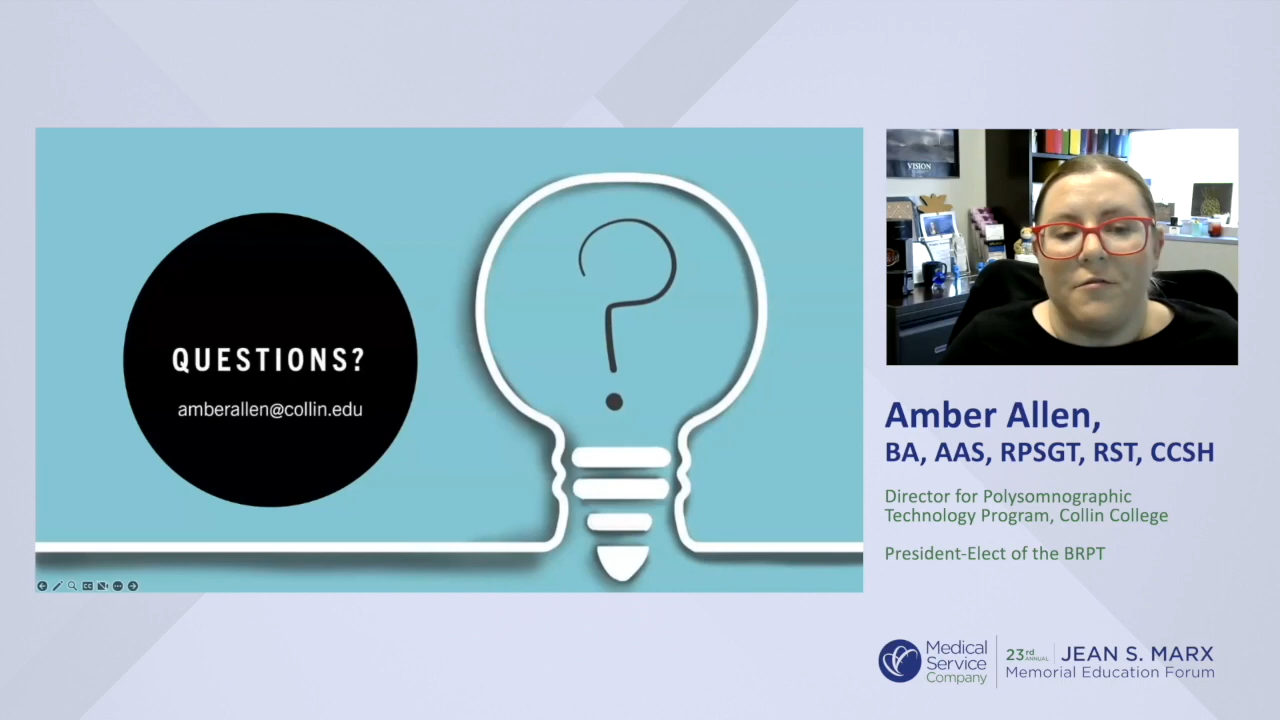 QUESTIONS?
amberallen@collin.edu
VISION
Amber Allen,
BA, AAS, RPSGT, RST, CCSH
Director for Polysomnographic
Technology Program, Collin College
President-Elect of the BRPT
Medical
Service
Company
23rd ANNUAL
JEAN S. MARX
Memorial Education Forum